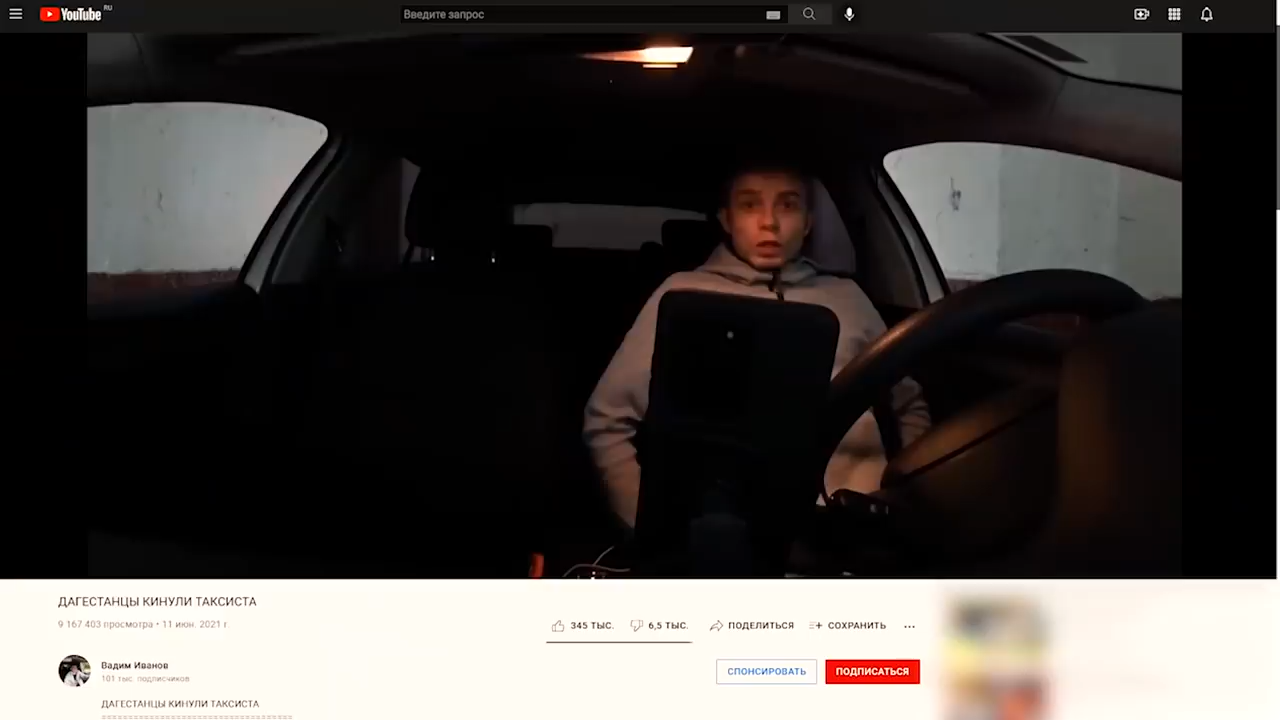 YouTube RU
Введите запрос
ДАГЕСТАНЦЫ КИНУЛИ ТАКСИСТА
9 167 403 просмотра • 11 июн. 2021 г.
345 ТЫС.
6,5 ТЫС.
ПОДЕЛИТЬСЯ
СОХРАНИТЬ
Вадим Иванов
101 тыс. подписчиков
СПОНСИРОВАТЬ
ПОДПИСАТЬСЯ
ДАГЕСТАНЦЫ КИНУЛИ ТАКСИСТА